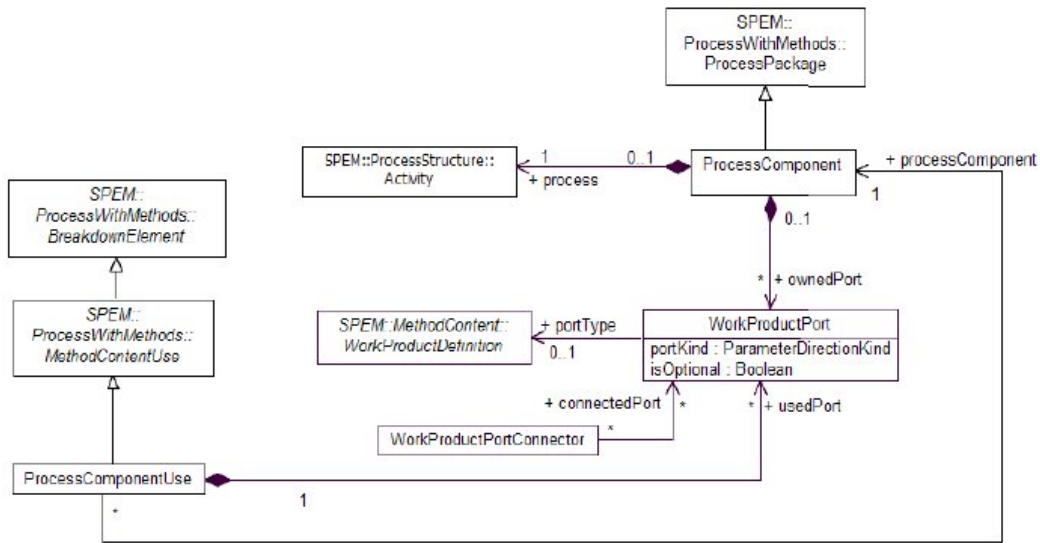 SPEM::
ProcessWithMethods::
ProcessPackage
SPEM::ProcessStructure::
Activity
1
+ process
0..1
ProcessComponent
+ processComponent
1
0..1
SPEM::
ProcessWithMethods::
BreakdownElement
* + ownedPort
SPEM::
ProcessWithMethods::
MethodContentUse
SPEM::MethodContent::
WorkProductDefinition
+ portType
0..1
WorkProductPort
portKind : ParameterDirectionKind
isOptional : Boolean
+ connectedPort *
* + usedPort
WorkProductPortConnector
*
ProcessComponentUse
1
*